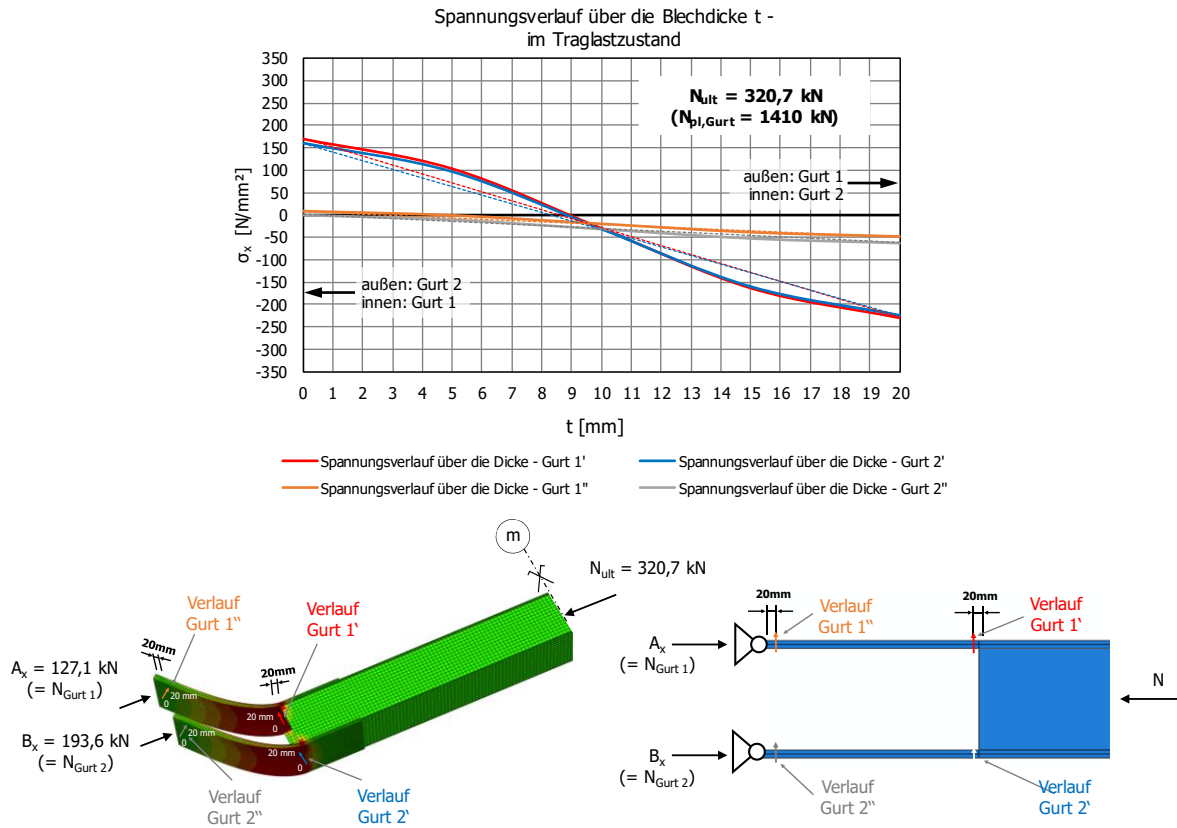 Spannungsverlauf über die Blechdicke t -
im Traglastzustand
350
300
250
200
150
100
50
0
-50
-100
-150
-200
-250
-300
-350
σx [N/mm²]
Nult = 320,7 kN
(Npl,Gurt = 1410 kN)
außen: Gurt 1
innen: Gurt 2
außen: Gurt 2
innen: Gurt 1
0 1 2 3 4 5 6 7 8 9 10 11 12 13 14 15 16 17 18 19 20
t [mm]
Spannungsverlauf über die Dicke - Gurt 1'
Spannungsverlauf über die Dicke - Gurt 2'
Spannungsverlauf über die Dicke - Gurt 1"
Spannungsverlauf über die Dicke - Gurt 2"
m
Nult = 320,7 kN
Verlauf
Gurt 1‘‘
Verlauf
Gurt 1‘
20mm
20mm
Ax = 127,1 kN
(= NGurt 1)
20 mm
0
20 mm
0
Bx = 193,6 kN
(= NGurt 2)
20 mm
0
20 mm
0
Verlauf
Gurt 2‘‘
Verlauf
Gurt 2‘
20mm
Verlauf
Gurt 1‘‘
20mm
Verlauf
Gurt 1‘
Ax
(= NGurt 1)
N
Bx
(= NGurt 2)
Verlauf
Gurt 2‘‘
Verlauf
Gurt 2‘